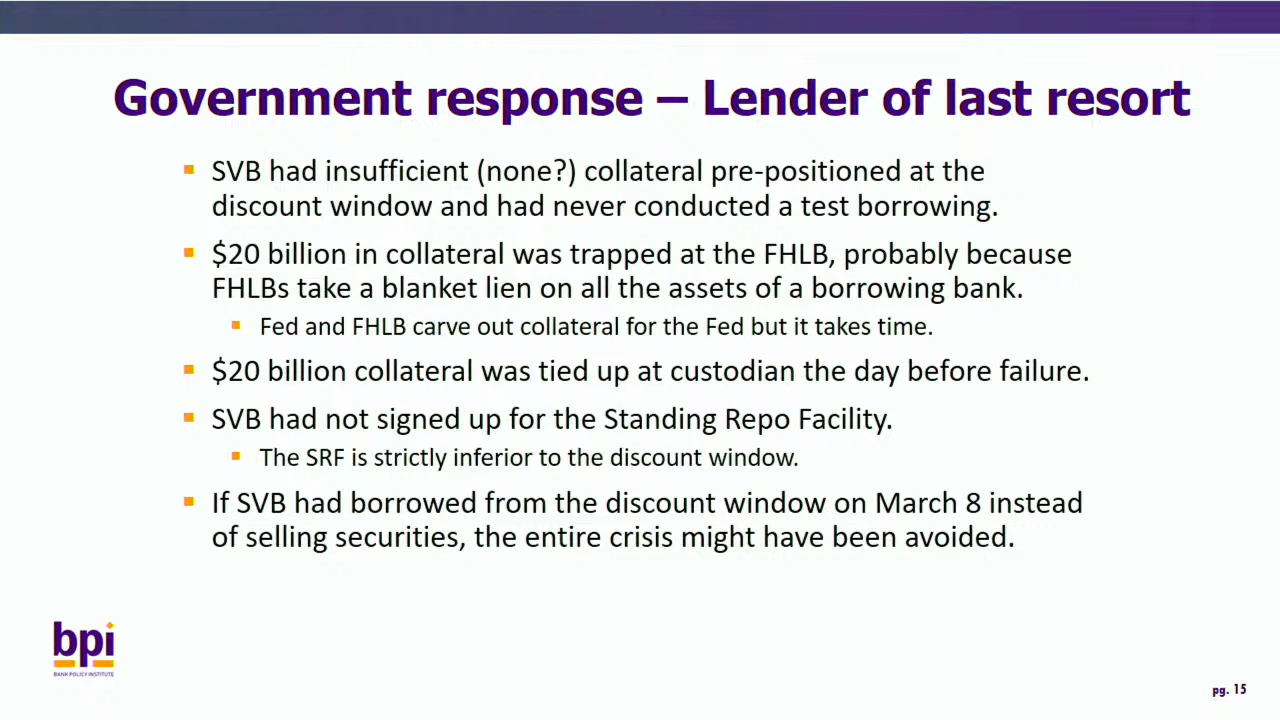 Government response – Lender of last resort
SVB had insufficient (none?) collateral pre-positioned at the
discount window and had never conducted a test borrowing.
$20 billion in collateral was trapped at the FHLB, probably because
FHLBs take a blanket lien on all the assets of a borrowing bank.
Fed and FHLB carve out collateral for the Fed but it takes time.
$20 billion collateral was tied up at custodian the day before failure.
SVB had not signed up for the Standing Repo Facility.
The SRF is strictly inferior to the discount window.
If SVB had borrowed from the discount window on March 8 instead
of selling securities, the entire crisis might have been avoided.
bpi
BANK POLICY INSTITUTE
pg. 15